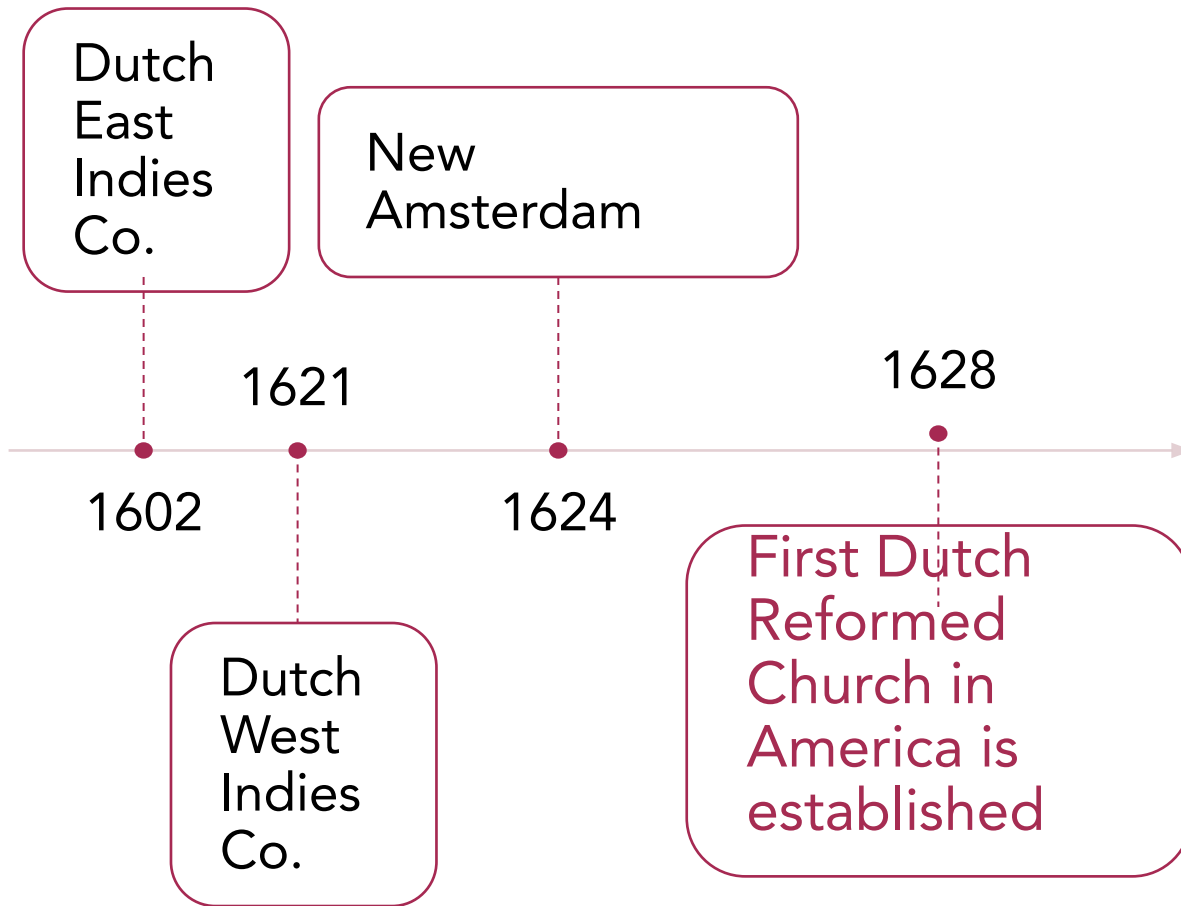 Dutch
East
Indies
Co.
New
Amsterdam
1621
1628
1602
1624
First Dutch
Reformed
Church in
America is
established
Dutch
West
Indies
Co.